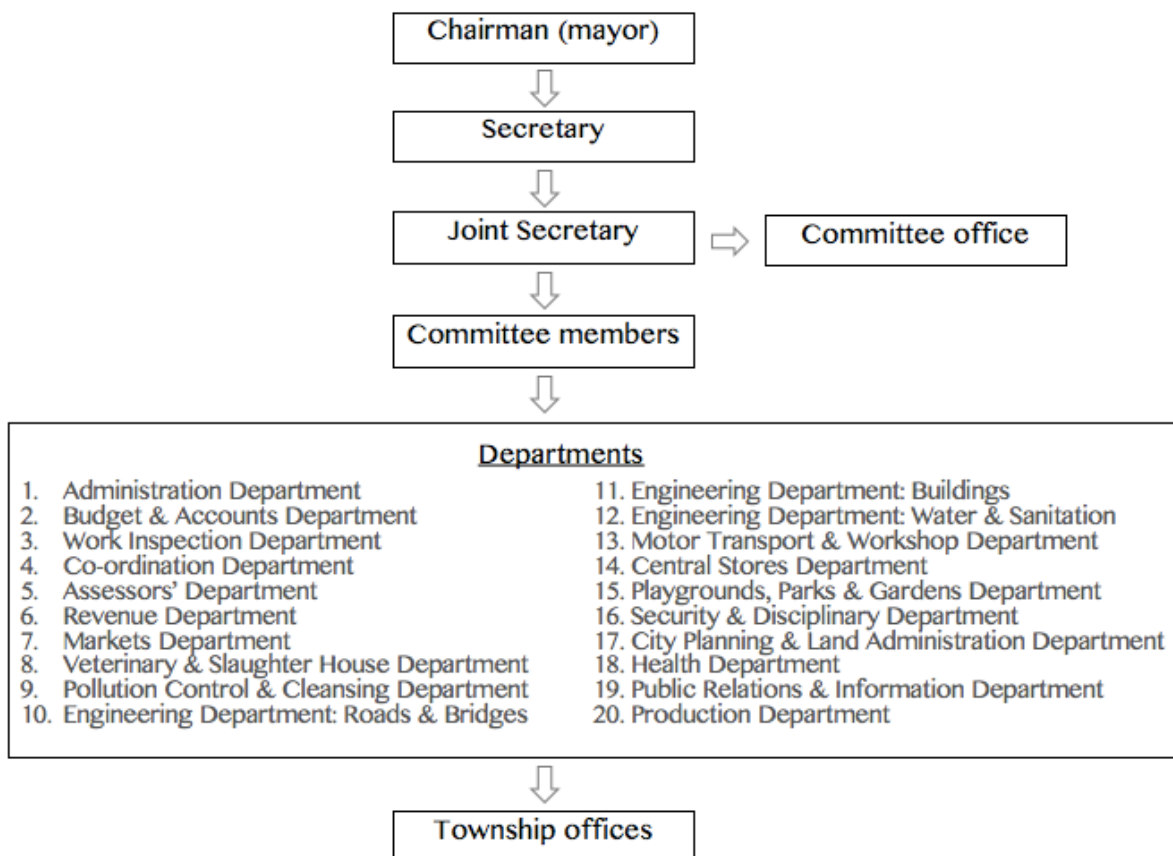 Chairman (mayor)
Secretary
Joint Secretary
Committee office
Committee members
Departments
1. Administration Department
2. Budget & Accounts Department
3. Work Inspection Department
4. Co-ordination Department
5. Assessors' Department
6. Revenue Department
7. Markets Department
8. Veterinary & Slaughter House Department
9. Pollution Control & Cleansing Department
10. Engineering Department: Roads & Bridges
11. Engineering Department: Buildings
12. Engineering Department: Water & Sanitation
13. Motor Transport & Workshop Department
14. Central Stores Department
15. Playgrounds, Parks & Gardens Department
16. Security & Disciplinary Department
17. City Planning & Land Administration Department
18. Health Department
19. Public Relations & Information Department
20. Production Department
Township offices